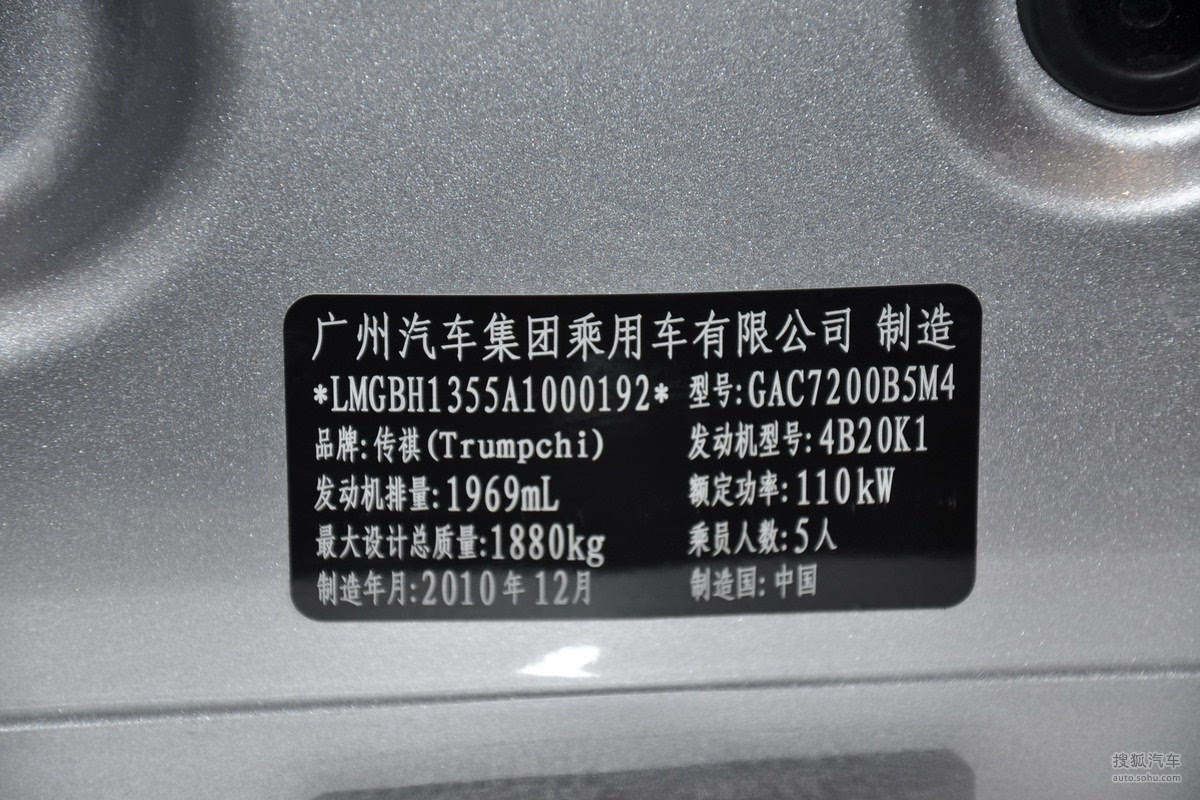 广州汽车集团乘用车有限公司 制造
*LMGBH1355A1000192* 型号:GAC7200B5M4
品牌:传祺(Trumpchi) 发动机型号:4B20K1
发动机排量:1969mL 额定功率:110kW
最大设计总质量:1880kg 乘员人数:5人
制造年月:2010年12月 制造国:中国
搜狐汽车
auto.sohu.com